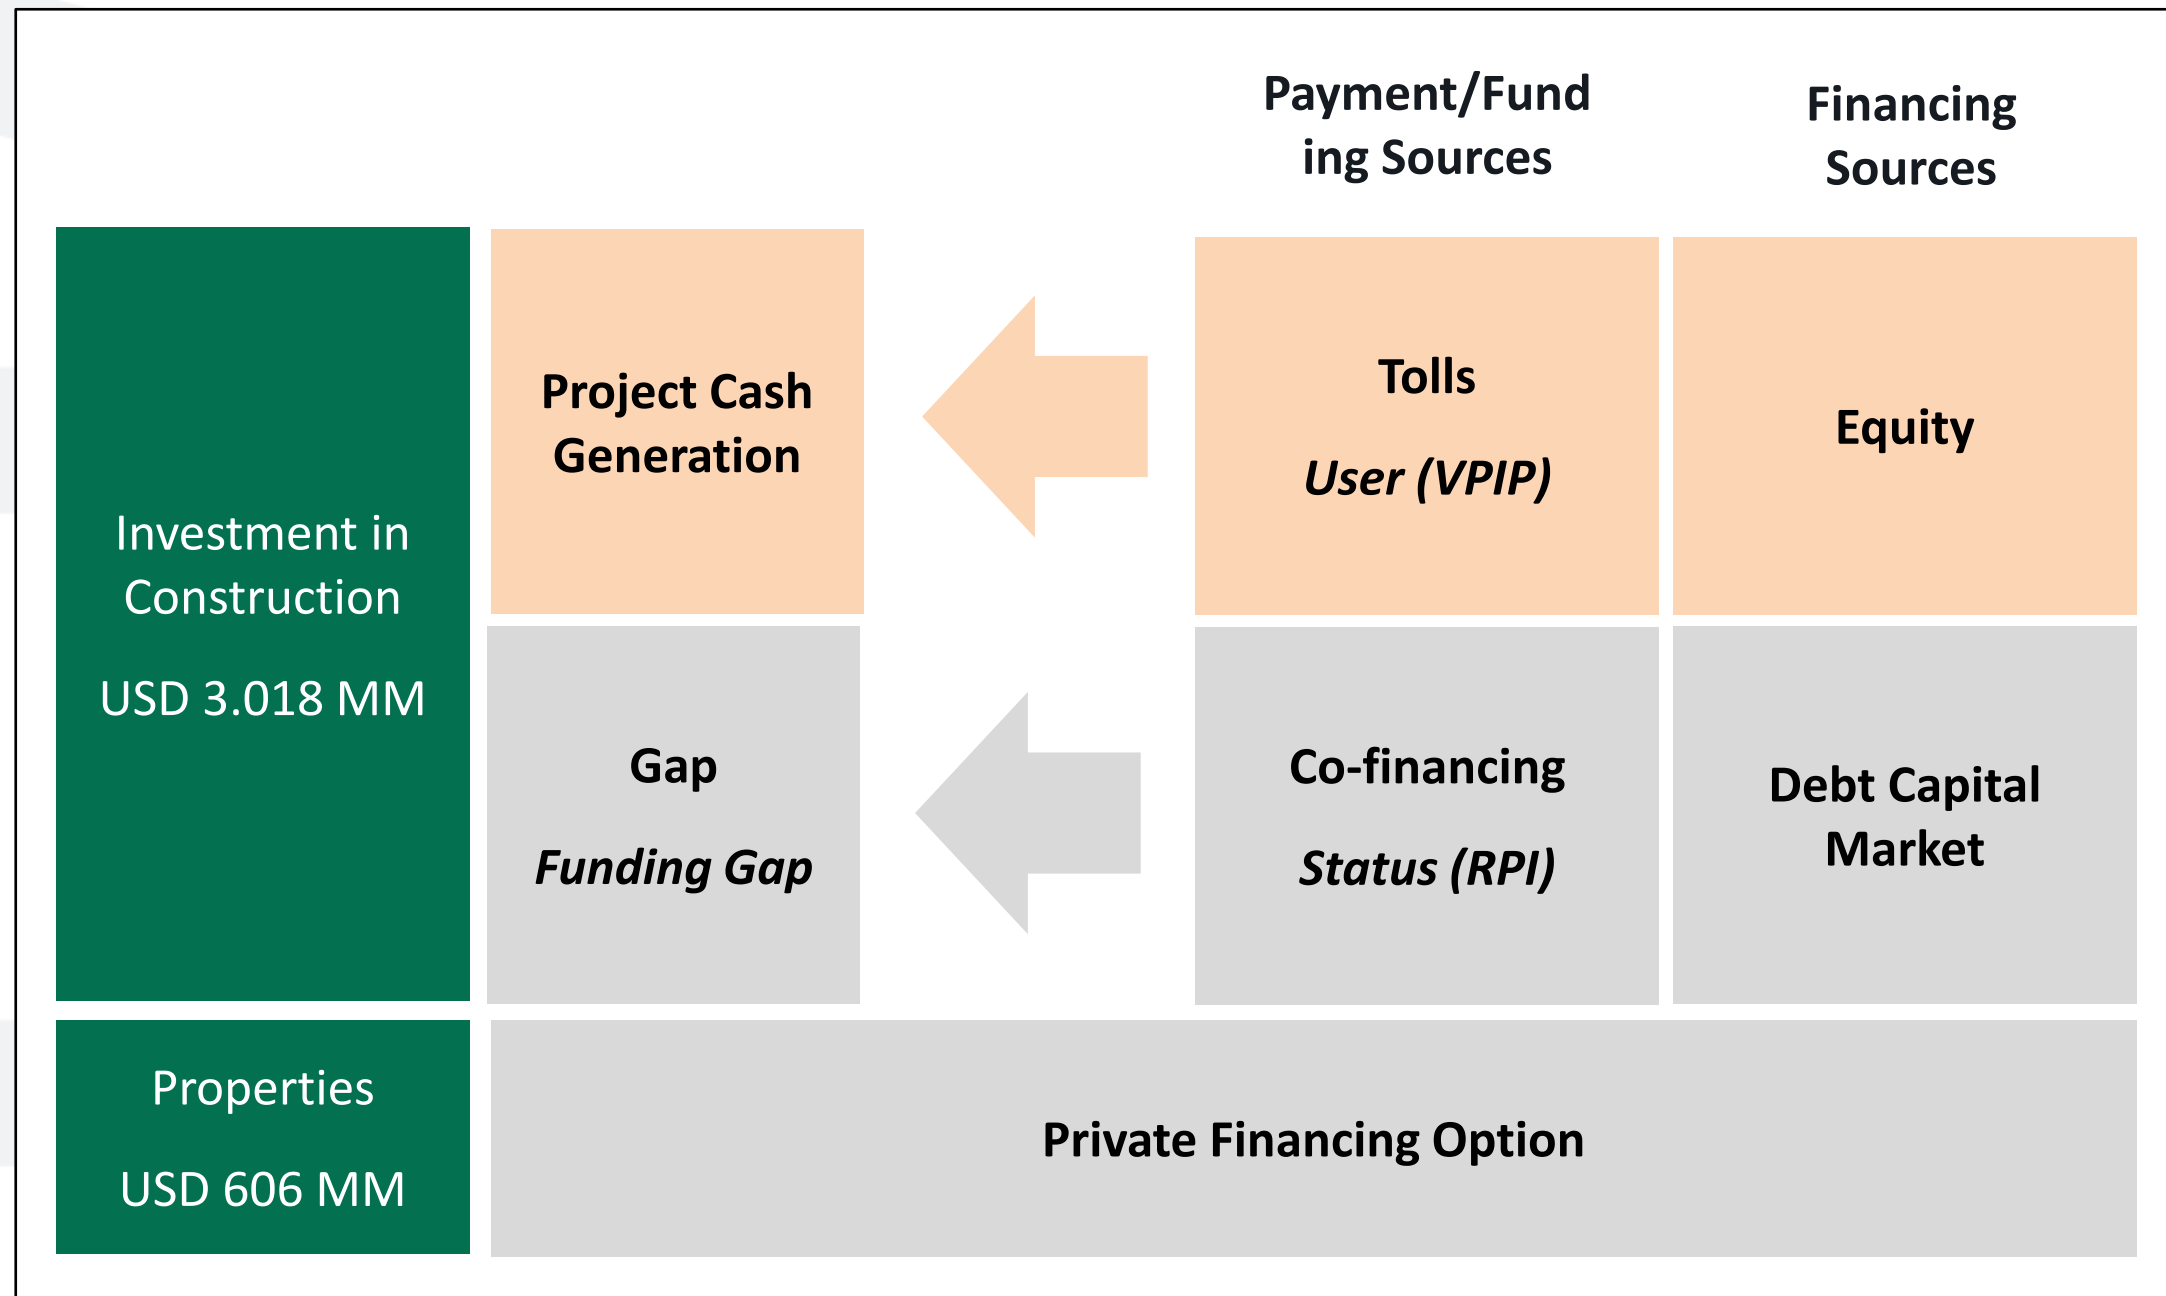 Payment/Fund
ing Sources
Financing
Sources
Investment in
Construction
USD 3.018 MM
Project Cash
Generation
Tolls
User (VPIP)
Equity
Gap
Funding Gap
Co-financing
Status (RPI)
Debt Capital
Market
Properties
USD 606 MM
Private Financing Option